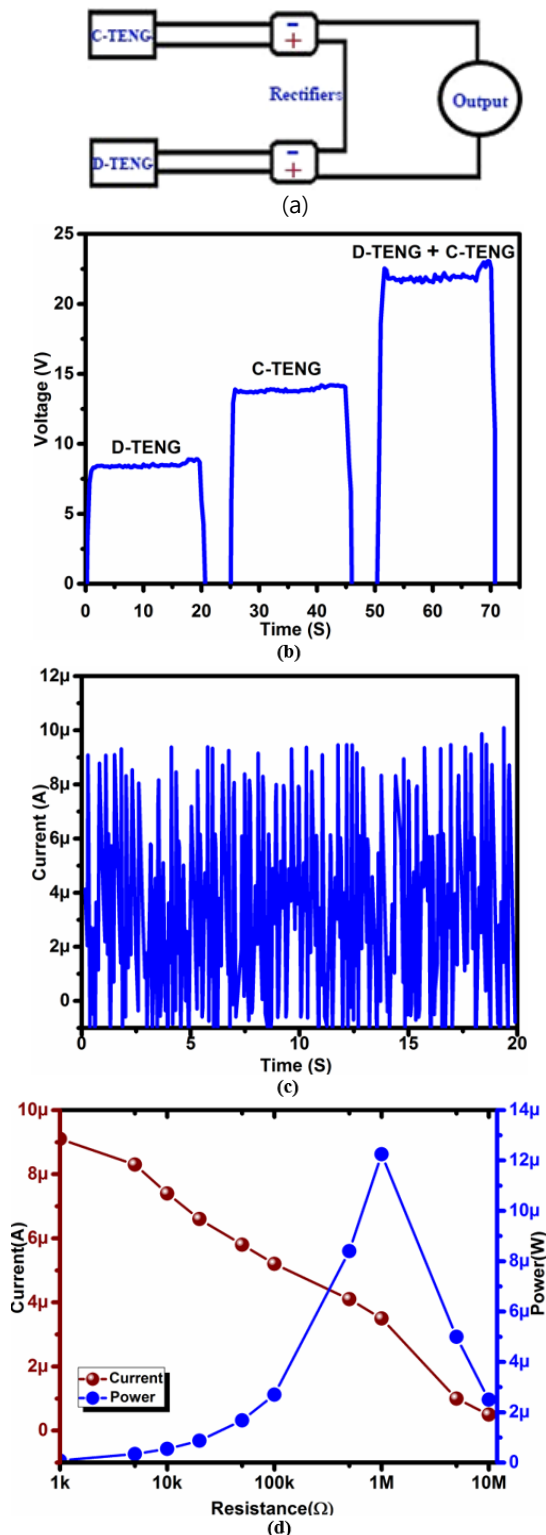 C-TENG
-
+
Rectifiers
Output
D-TENG
-
+
(a)
25
20
15
10
5
0
Voltage (V)
D-TENG
C-TENG
D-TENG + C-TENG
0 10 20 30 40 50 60 70
Time (S)
(b)
12µ
10µ
8µ
6µ
4µ
2µ
0
Current (A)
0 5 10 15 20
Time (S)
(c)
10µ
8µ
6µ
4µ
2µ
0
Current(A)
14µ
12µ
10µ
8µ
6µ
4µ
2µ
0
Power(W)
Current
Power
1k 10k 100k 1M 10M
Resistance(Ω)
(d)